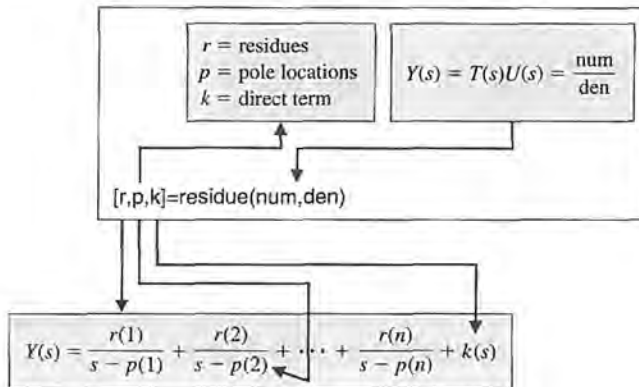 r = residues
p = pole locations
k = direct term
Y(s) = T(s)U(s) = num/den
[r,p,k]=residue(num,den)
Y(s) = r(1)/(s − p(1)) + r(2)/(s − p(2)) + ⋯ + r(n)/(s − p(n)) + k(s)